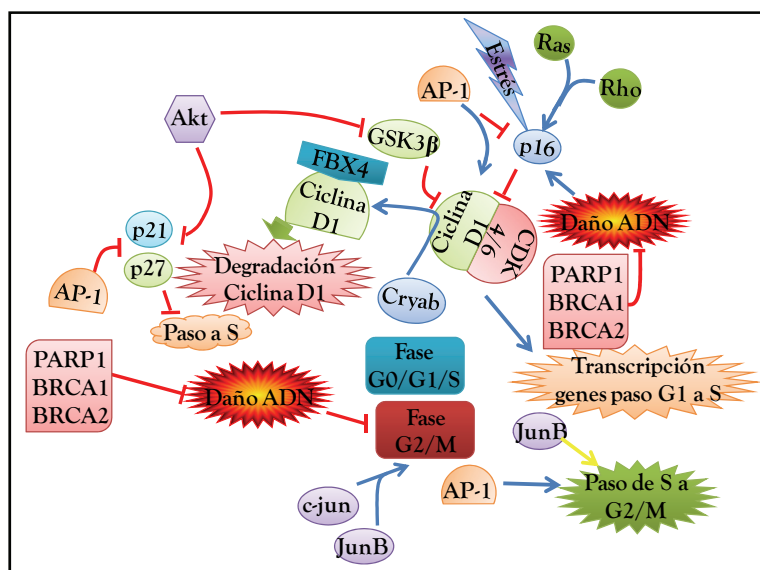 Estrés
Ras
Rho
AP-1
Akt
GSK3β
p16
FBX4
Ciclina
D1
Ciclina
D1
CDK
4/6
Daño ADN
p21
p27
Degradación
Ciclina D1
PARP1
BRCA1
BRCA2
AP-1
Cryab
Paso a S
PARP1
BRCA1
BRCA2
Daño ADN
Fase
G0/G1/S
Transcripción
genes paso G1 a S
Fase
G2/M
JunB
c-jun
AP-1
Paso de S a
G2/M
JunB